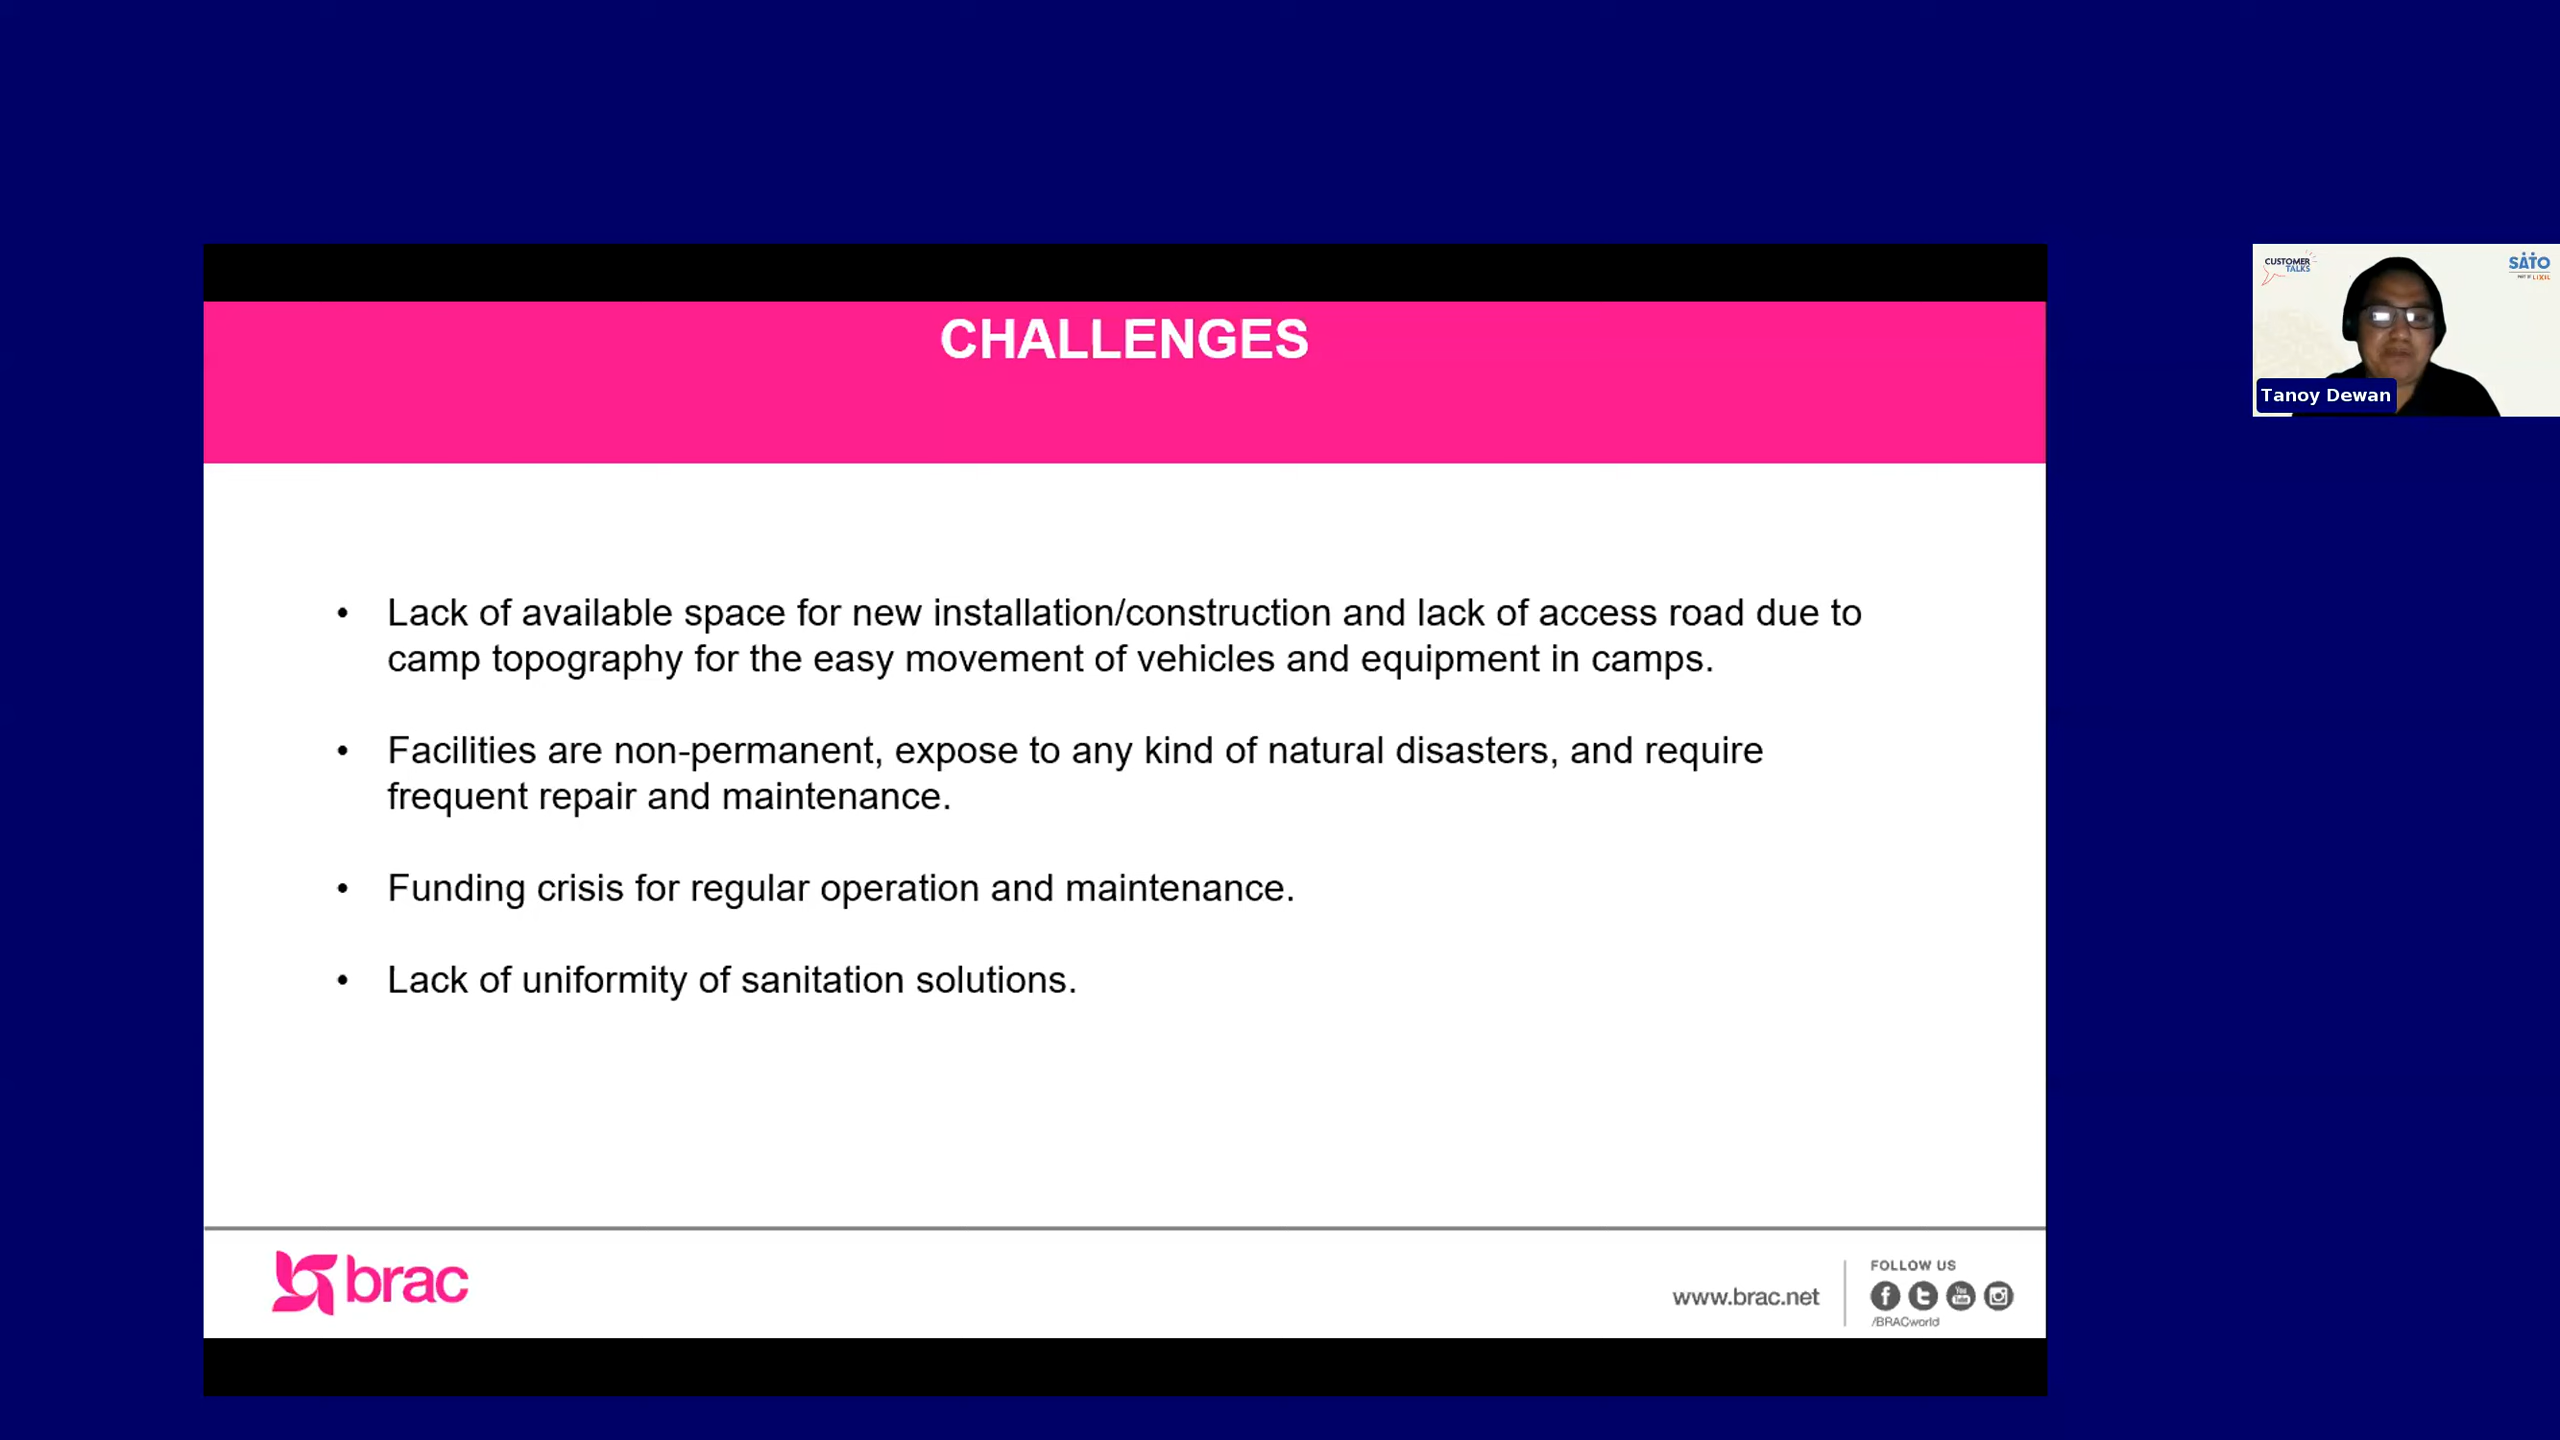 CHALLENGES
• Lack of available space for new installation/construction and lack of access road due to
camp topography for the easy movement of vehicles and equipment in camps.
• Facilities are non-permanent, expose to any kind of natural disasters, and require
frequent repair and maintenance.
• Funding crisis for regular operation and maintenance.
• Lack of uniformity of sanitation solutions.
brac
www.brac.net
FOLLOW US
/BRACworld
CUSTOMER
TALKS
SATO
PART OF LIXIL
Tanoy Dewan